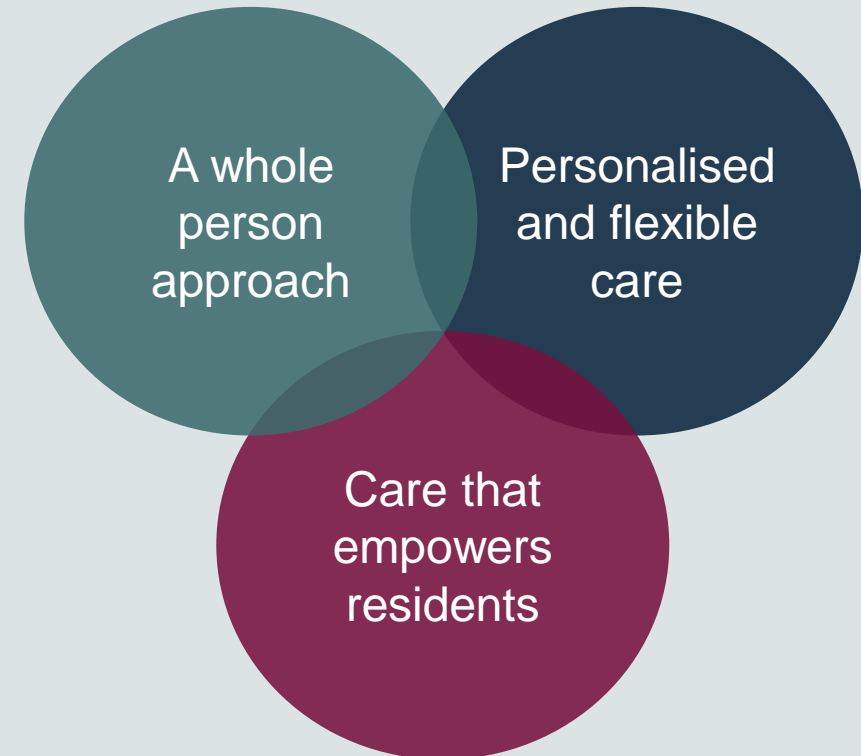 A whole
person
approach
Personalised
and flexible
care
Care that
empowers
residents